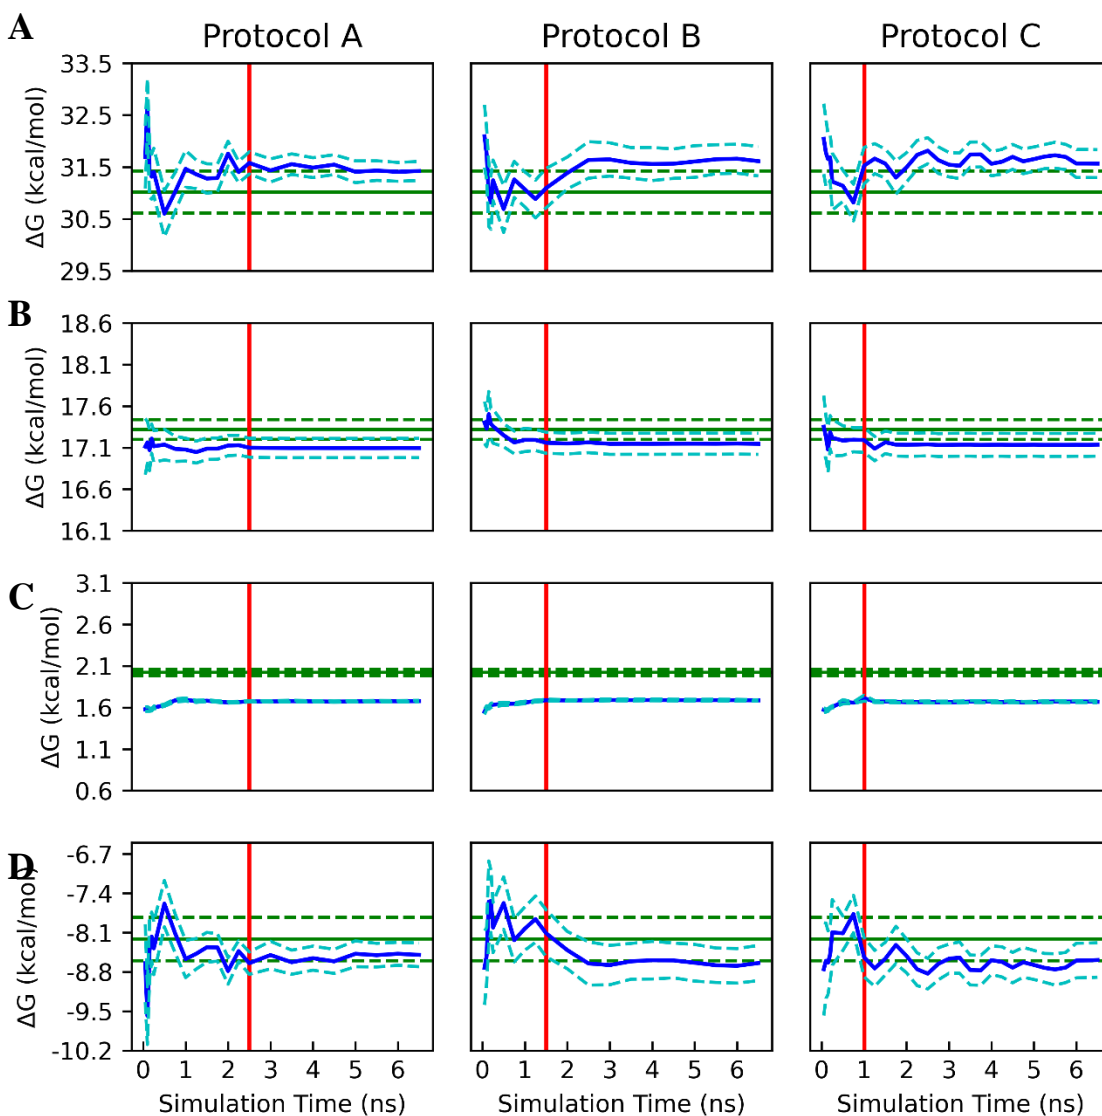 A
Protocol A Protocol B Protocol C
ΔG (kcal/mol)
33.5
32.5
31.5
30.5
29.5
B
ΔG (kcal/mol)
18.6
18.1
17.6
17.1
16.6
16.1
C
ΔG (kcal/mol)
3.1
2.6
2.1
1.6
1.1
0.6
D
ΔG (kcal/mol)
-6.7
-7.4
-8.1
-8.8
-9.5
-10.2
0 1 2 3 4 5 6 0 1 2 3 4 5 6 0 1 2 3 4 5 6
Simulation Time (ns) Simulation Time (ns) Simulation Time (ns)